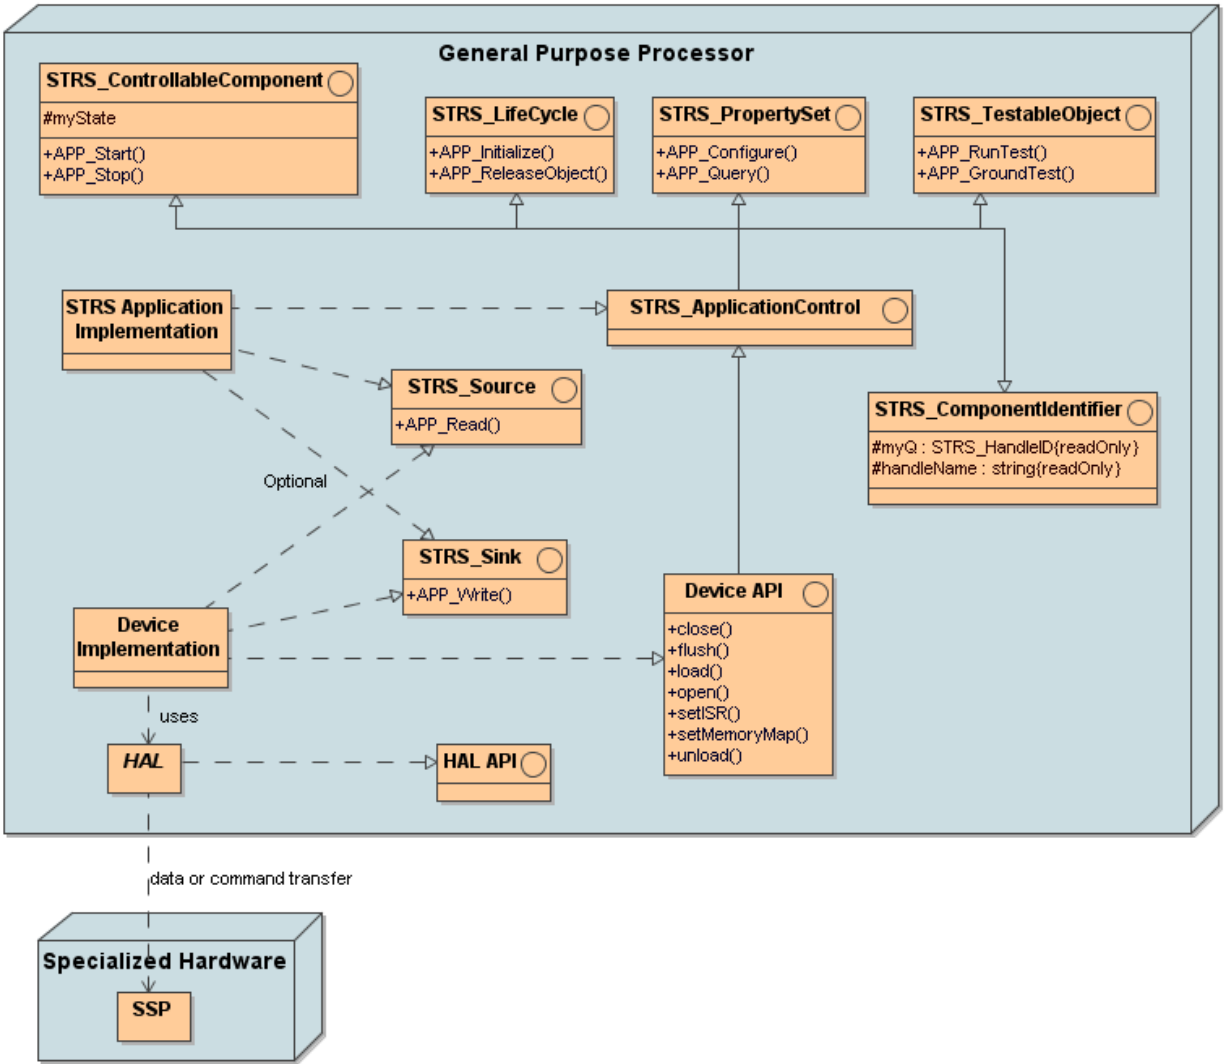 General Purpose Processor
STRS_ControllableComponent
#myState
+APP_Start()
+APP_Stop()
STRS_LifeCycle
+APP_Initialize()
+APP_ReleaseObject()
STRS_PropertySet
+APP_Configure()
+APP_Query()
STRS_TestableObject
+APP_RunTest()
+APP_GroundTest()
STRS Application
Implementation
STRS_ApplicationControl
STRS_Source
+APP_Read()
STRS_ComponentIdentifier
#myQ : STRS_HandleID{readOnly}
#handleName : string{readOnly}
Optional
STRS_Sink
+APP_Write()
Device API
+close()
+flush()
+load()
+open()
+setISR()
+setMemoryMap()
+unload()
Device
Implementation
uses
HAL
HAL API
data or command transfer
Specialized Hardware
SSP